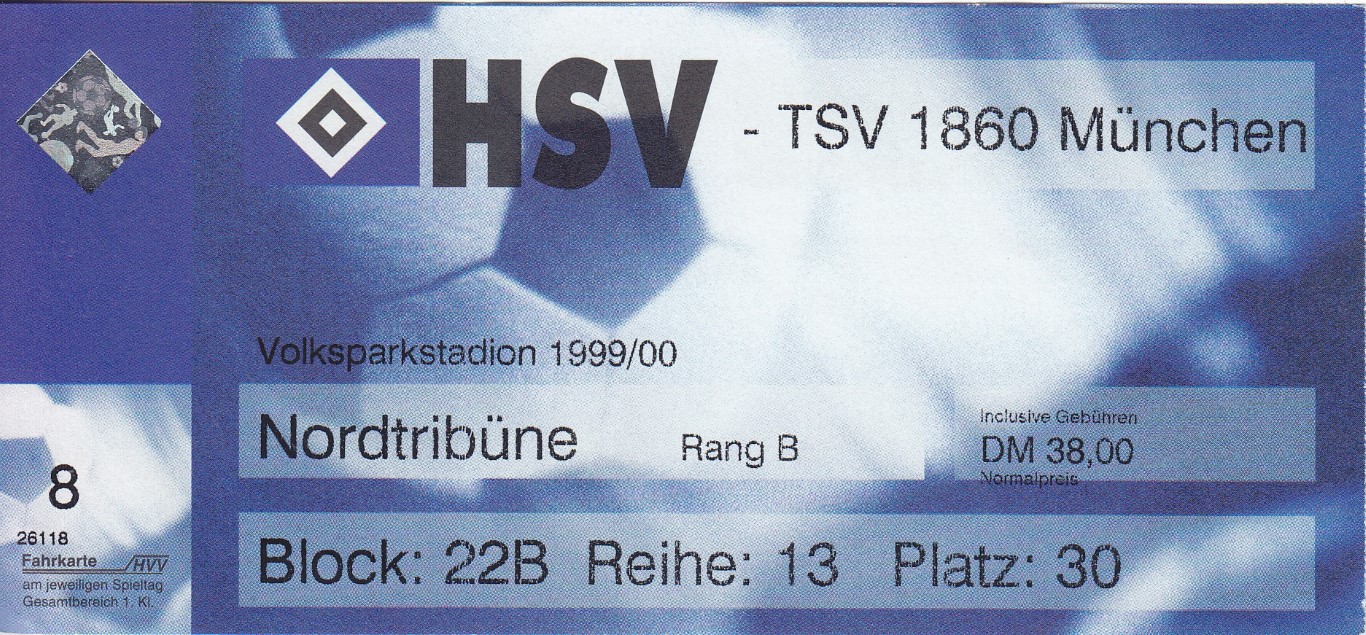 HSV - TSV 1860 München
Volksparkstadion 1999/00
Nordtribüne Rang B
Inclusive Gebühren
DM 38,00
Normalpreis
Block: 22B Reihe: 13 Platz: 30
8
26118
Fahrkarte HVV
am jeweiligen Spieltag
Gesamtbereich 1. Kl.